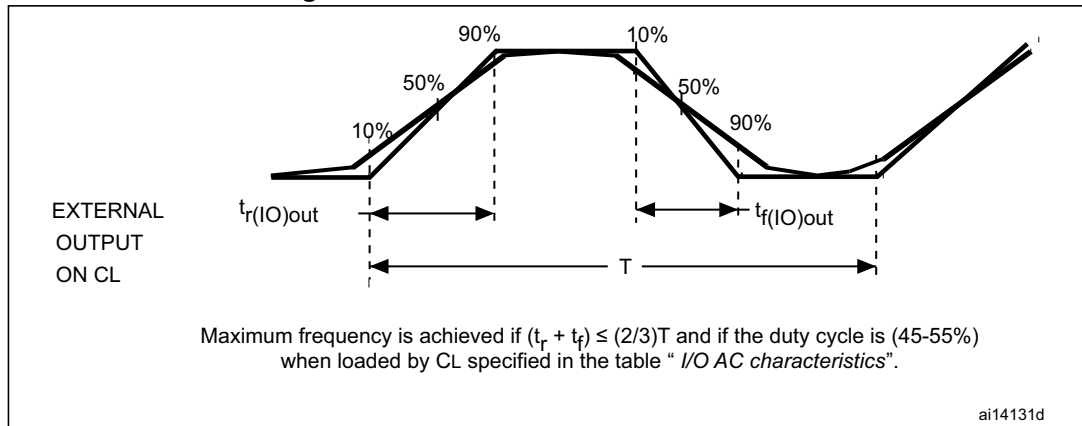 90%
10%
50%
50%
10%
90%
EXTERNAL
OUTPUT
ON CL
tr(IO)out
tf(IO)out
T
Maximum frequency is achieved if (tr + tf) ≤ (2/3)T and if the duty cycle is (45-55%)
when loaded by CL specified in the table “ I/O AC characteristics”.
ai14131d